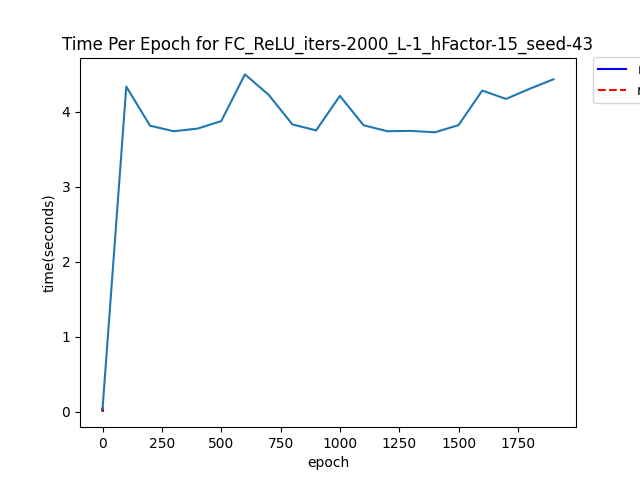 Time Per Epoch for FC_ReLU_iters-2000_L-1_hFactor-15_seed-43
4
3
2
1
0
time(seconds)
0 250 500 750 1000 1250 1500 1750
epoch